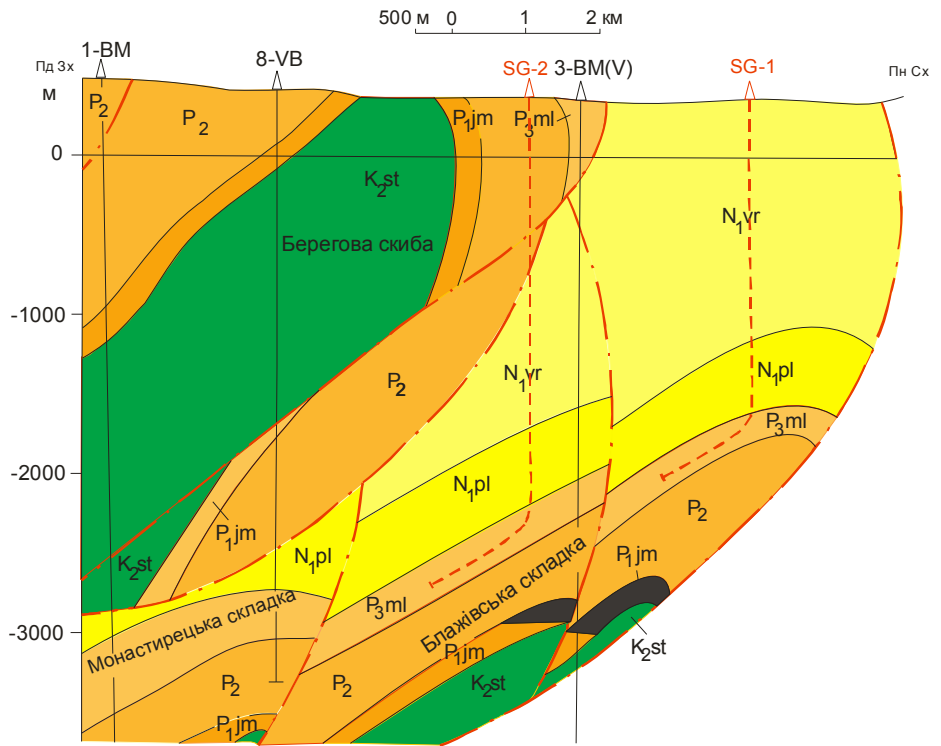 500 м 0 1 2 км
Пд Зх 1-ВМ 8-VB SG-2 3-BM(V) SG-1 Пн Сх
м
P2 P2 P1jm P3ml
0
K2st N1vr
Берегова скиба
-1000
P2 N1vr N1pl
P3ml
-2000
N1pl P2
P1jm
K2st N1pl P1jm
P3ml Блажівська складка
-3000
Монастирецька складка P1jm K2st
P2 P2 K2st
P1jm